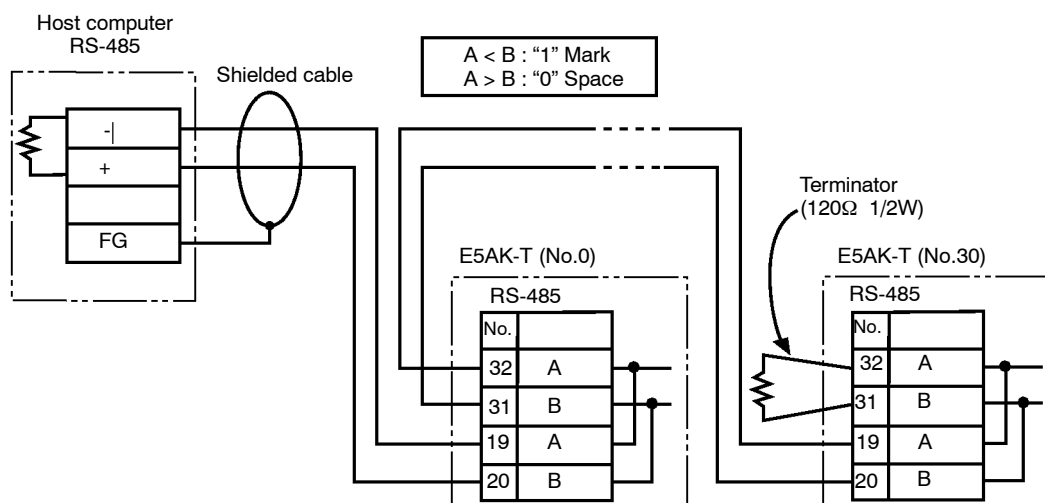 Host computer
RS-485
A < B : “1” Mark
A > B : “0” Space
Shielded cable
-|
+
FG
Terminator
(120Ω 1/2W)
E5AK-T (No.0)
RS-485
No.
32 A
31 B
19 A
20 B
E5AK-T (No.30)
RS-485
No.
32 A
31 B
19 A
20 B